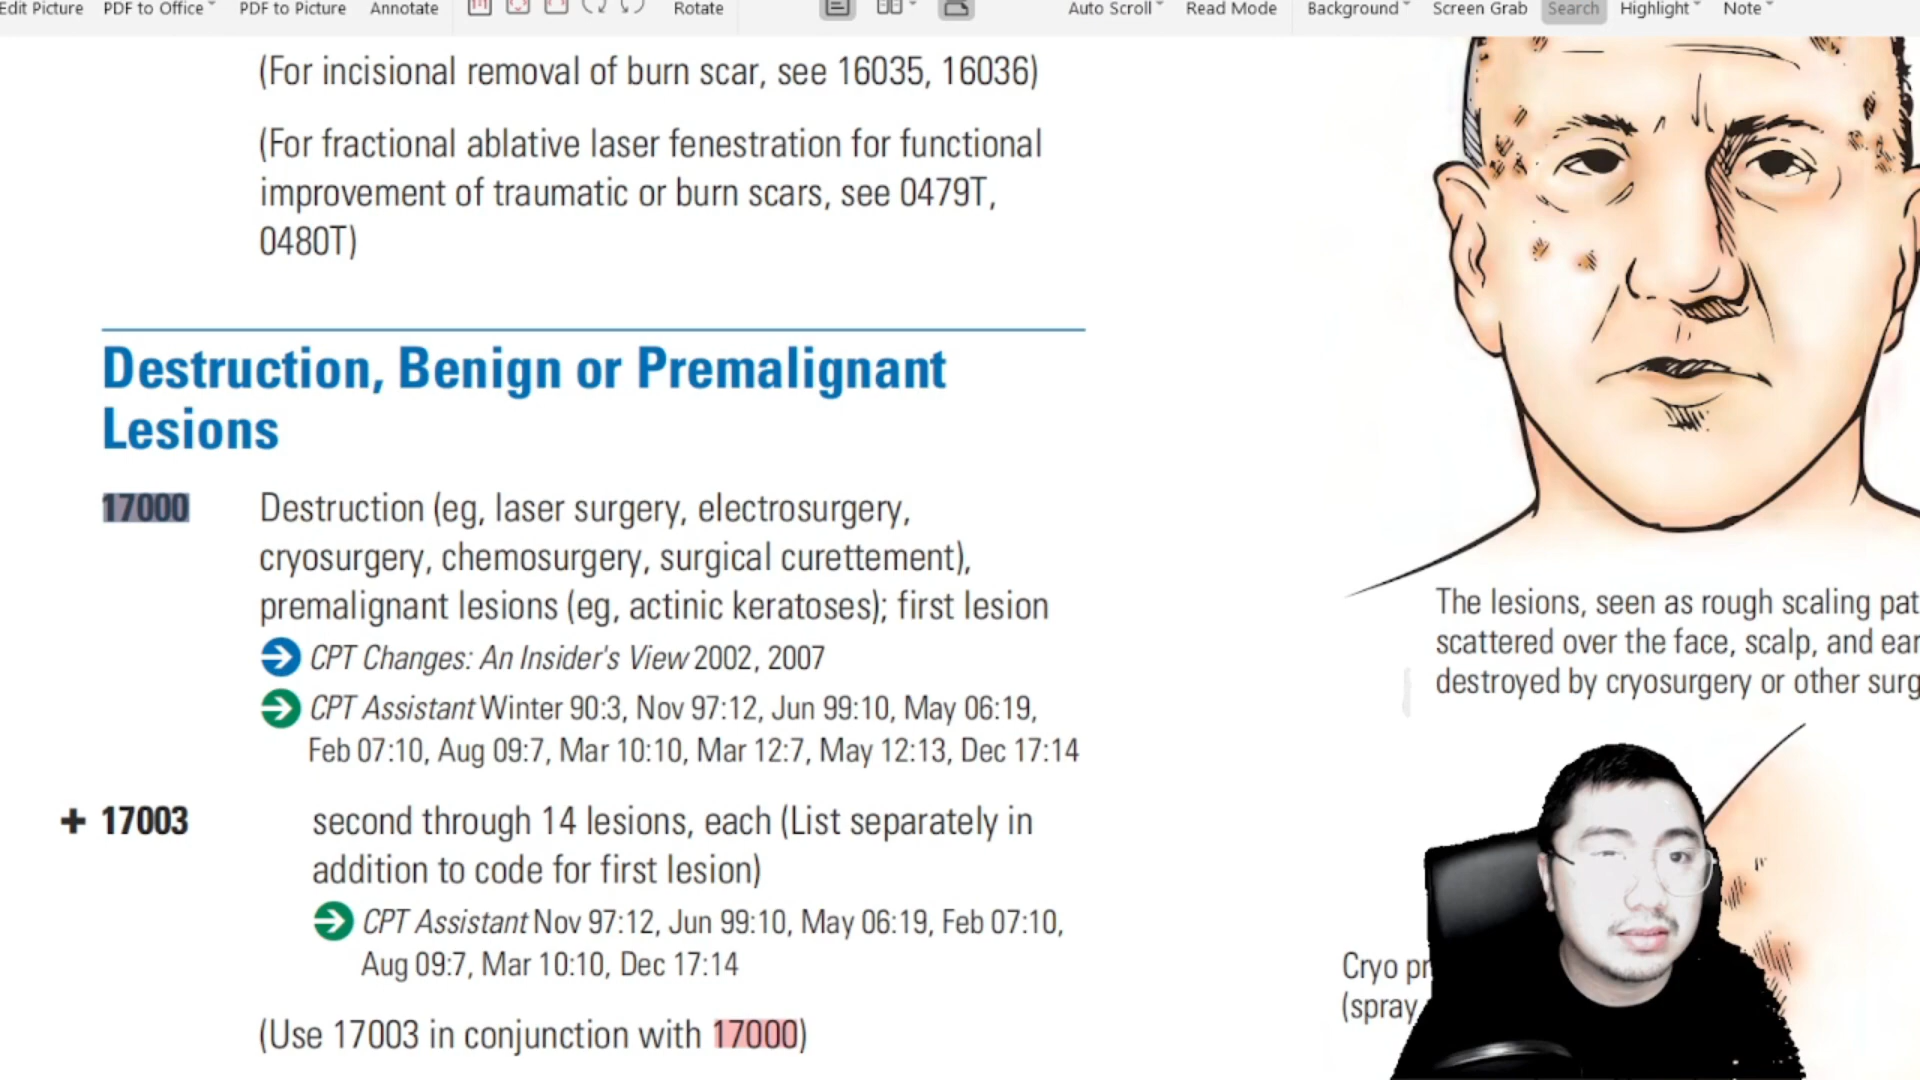 Edit Picture PDF to Office PDF to Picture Annotate Rotate Auto Scroll Read Mode Background Screen Grab Search Highlight Note
(For incisional removal of burn scar, see 16035, 16036)
(For fractional ablative laser fenestration for functional
improvement of traumatic or burn scars, see 0479T,
0480T)
Destruction, Benign or Premalignant
Lesions
17000 Destruction (eg, laser surgery, electrosurgery,
cryosurgery, chemosurgery, surgical curettement),
premalignant lesions (eg, actinic keratoses); first lesion
CPT Changes: An Insider's View 2002, 2007
CPT Assistant Winter 90:3, Nov 97:12, Jun 99:10, May 06:19,
Feb 07:10, Aug 09:7, Mar 10:10, Mar 12:7, May 12:13, Dec 17:14
+ 17003 second through 14 lesions, each (List separately in
addition to code for first lesion)
CPT Assistant Nov 97:12, Jun 99:10, May 06:19, Feb 07:10,
Aug 09:7, Mar 10:10, Dec 17:14
(Use 17003 in conjunction with 17000)
The lesions, seen as rough scaling
scattered over the face, scalp, and
destroyed by cryosurgery or other
Cryo
(spray